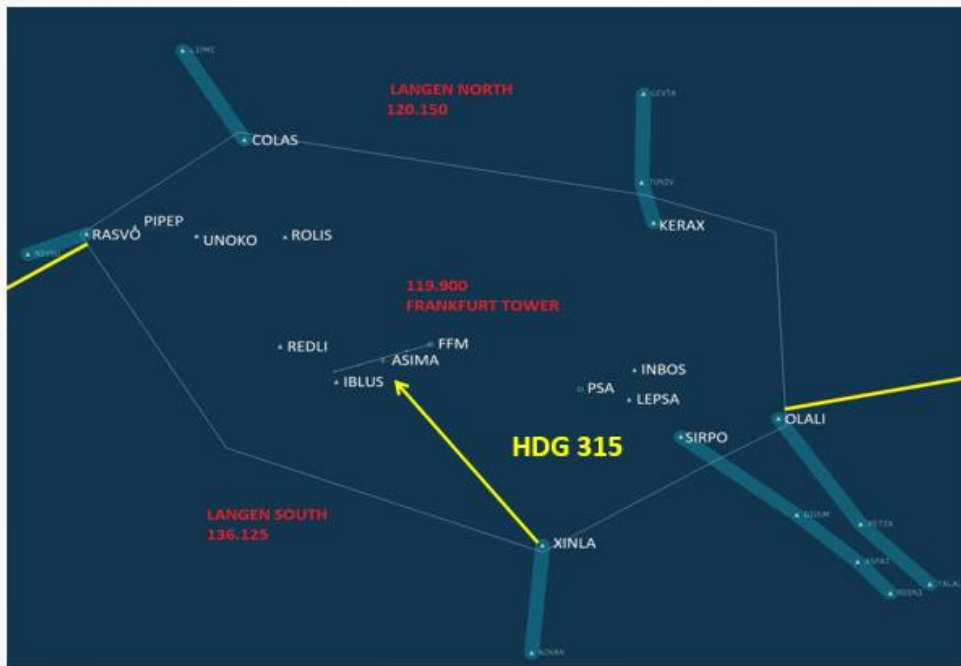 LANGEN NORTH
120.150
COLAS
KERAX
RASVO
PIPEP
UNOKO
ROLIS
119.900
FRANKFURT TOWER
REDLI
FFM
ASIMA
IBLUS
INBOS
PSA
LEPSA
OLALI
SIRPO
HDG 315
LANGEN SOUTH
136.125
XINLA
ASPAT